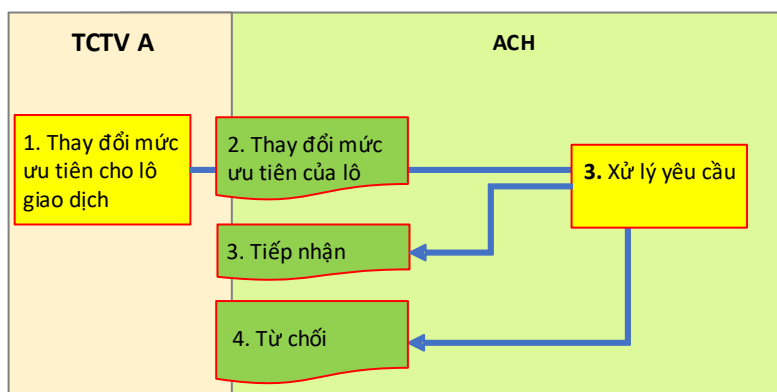 TCTV A
ACH
1. Thay đổi mức
ưu tiên cho lô
giao dịch
2. Thay đổi mức
ưu tiên của lô
3. Xử lý yêu cầu
3. Tiếp nhận
4. Từ chối